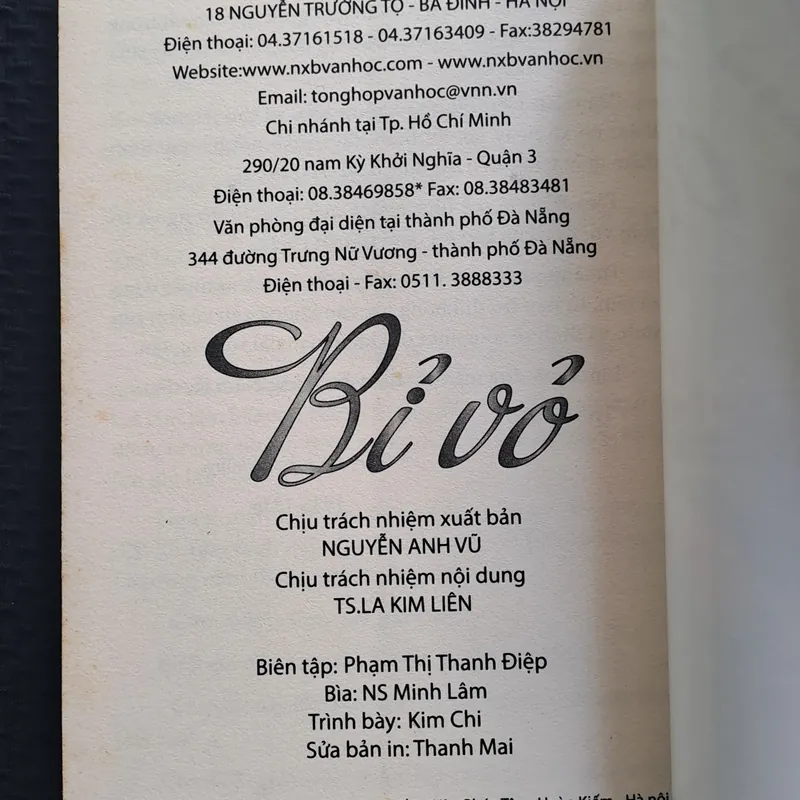 18 NGUYỄN TRƯỜNG TỘ - BA ĐÌNH - HÀ NỘI
Điện thoại: 04.37161518 - 04.37163409 - Fax:38294781
Website:www.nxbvanhoc.com - www.nxbvanhoc.vn
Email: tonghopvanhoc@vnn.vn
Chi nhánh tại Tp. Hồ Chí Minh
290/20 nam Kỳ Khởi Nghĩa - Quận 3
Điện thoại: 08.38469858* Fax: 08.38483481
Văn phòng đại diện tại thành phố Đà Nẵng
344 đường Trưng Nữ Vương - thành phố Đà Nẵng
Điện thoại - Fax: 0511. 3888333
Bỉ vỏ
Chịu trách nhiệm xuất bản
NGUYỄN ANH VŨ
Chịu trách nhiệm nội dung
TS.LA KIM LIÊN
Biên tập: Phạm Thị Thanh Điệp
Bìa: NS Minh Lâm
Trình bày: Kim Chi
Sửa bản in: Thanh Mai
Kiếm - Hà nội